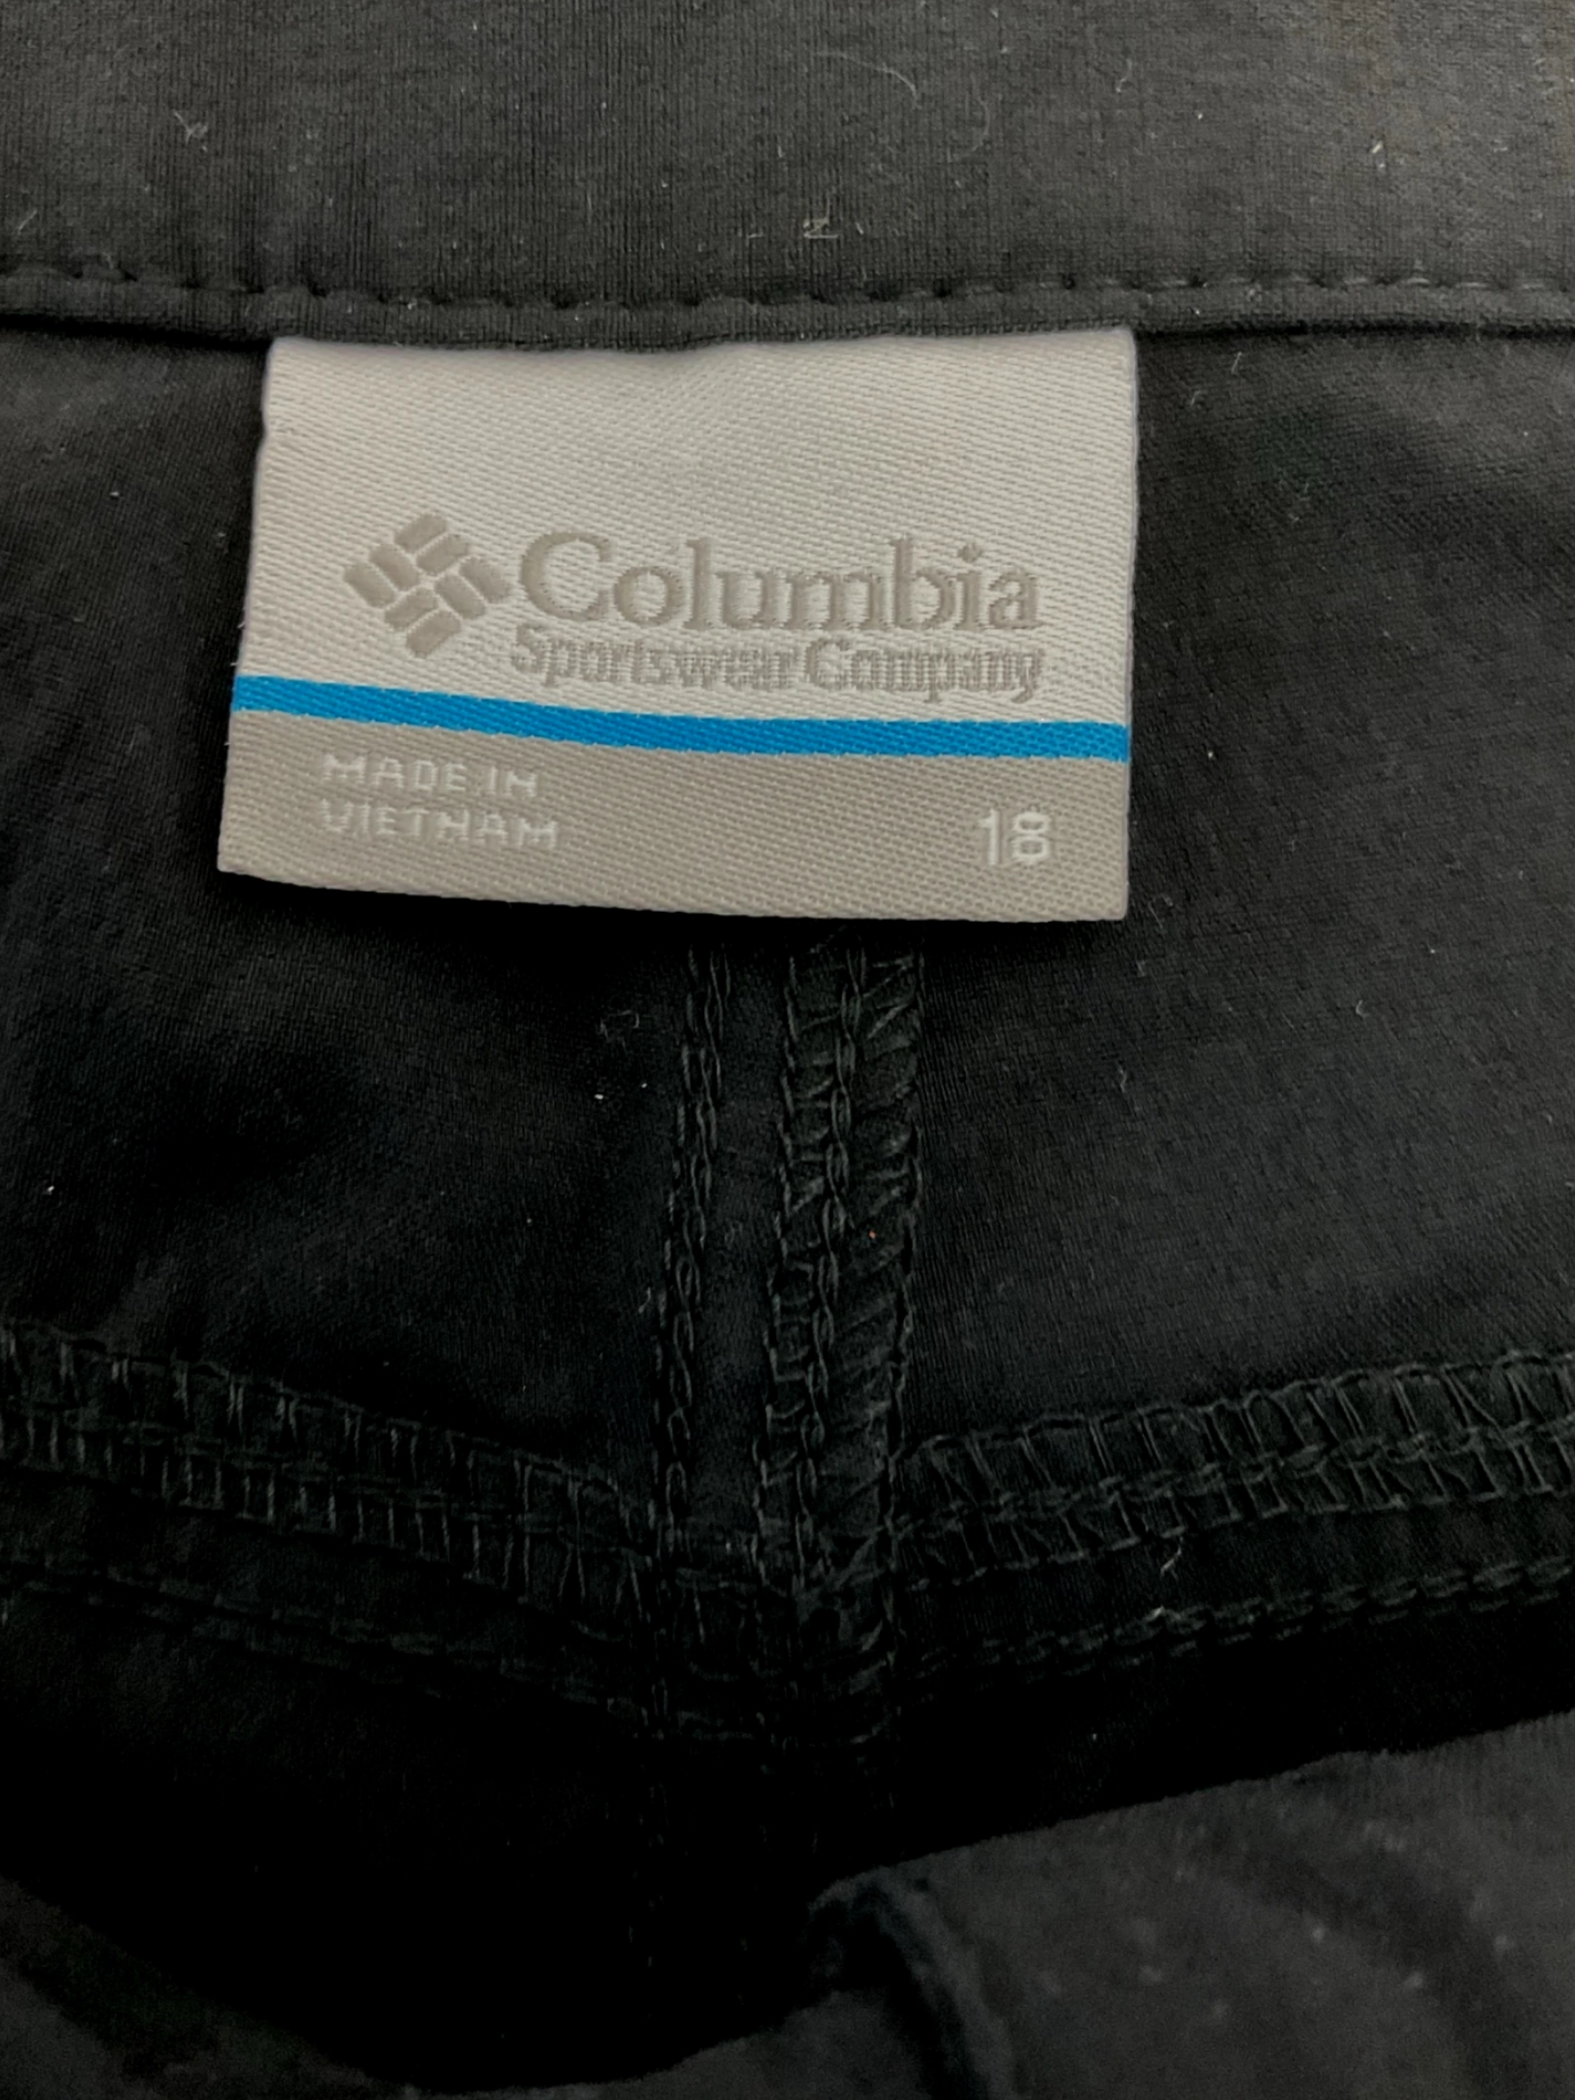 Columbia
Sportswear Company
MADE IN
VIETNAM
18